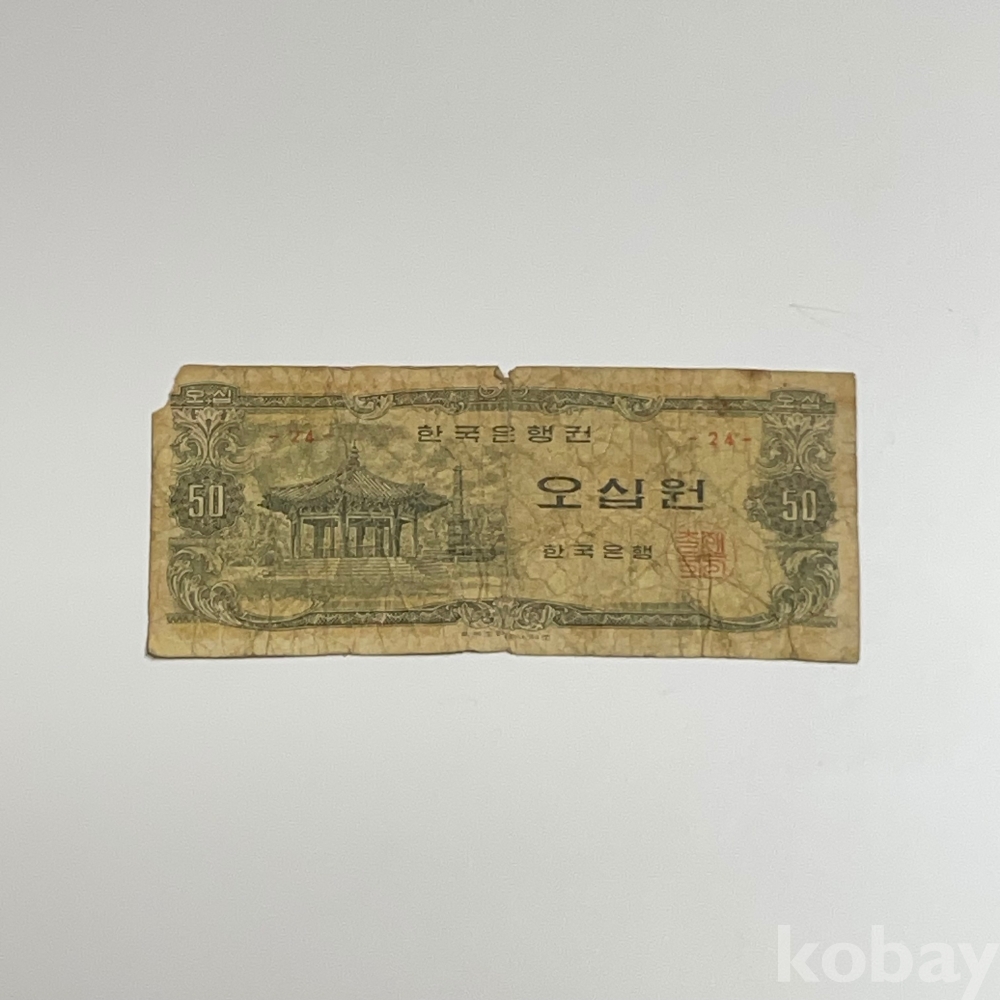 오십 오십
- 24 - - 24 -
한국은행권
50 오십원 50
한국은행
kobay